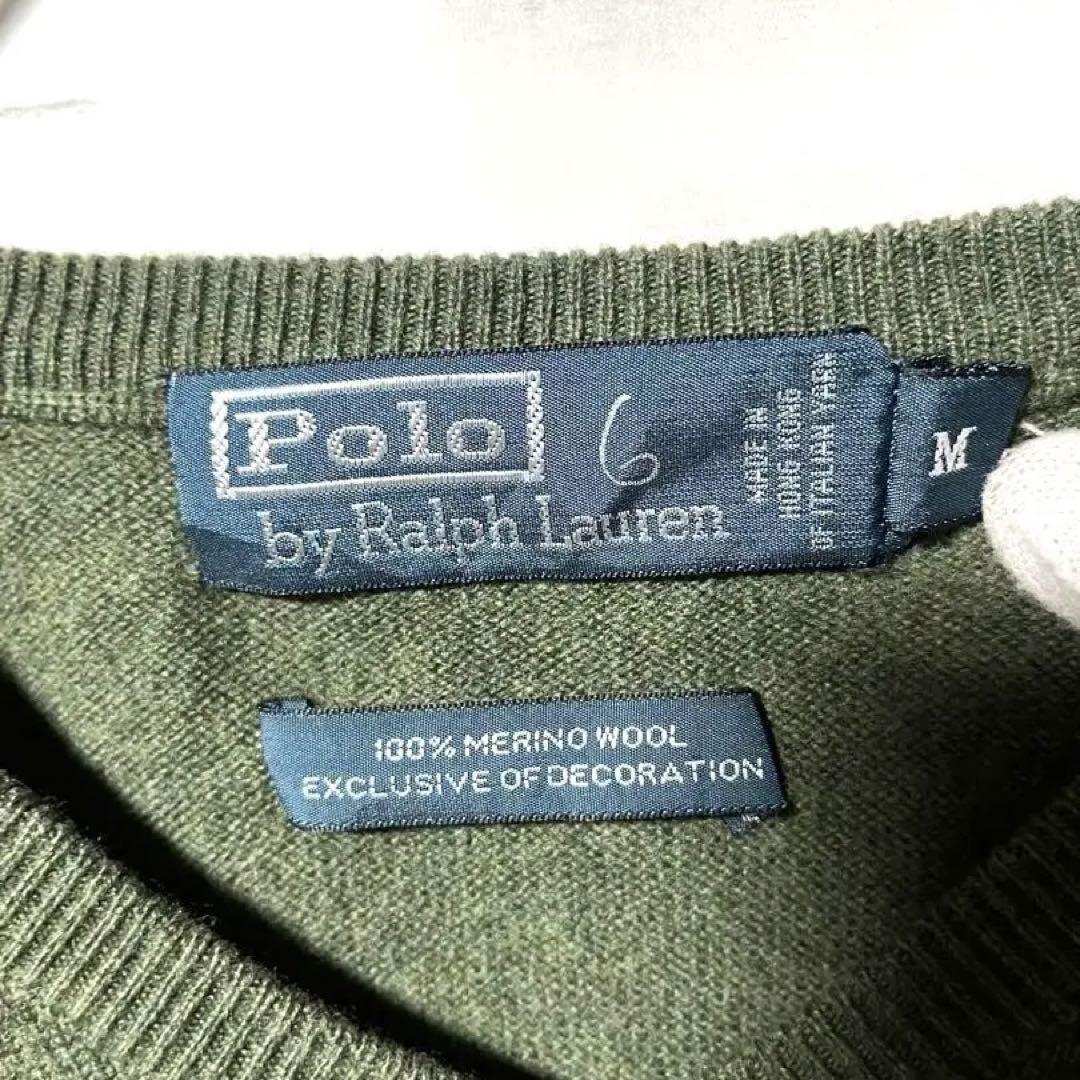 Polo
by Ralph Lauren
6
MADE IN
HONG KONG
OF ITALIAN YARN
M
100% MERINO WOOL
EXCLUSIVE OF DECORATION